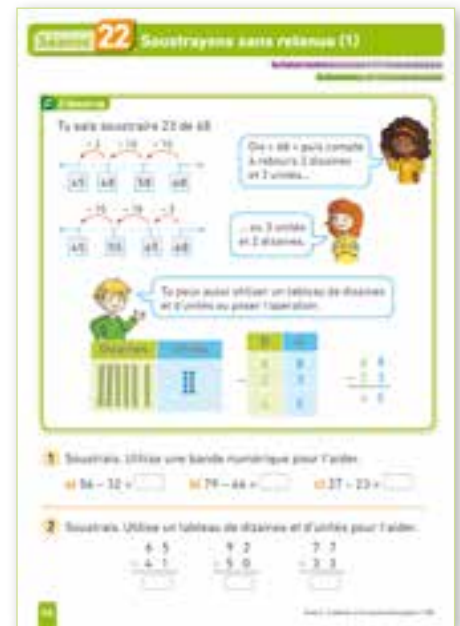 Séance 22 Soustrayons sans retenue (1)
J'observe
Tu sais soustraire 23 de 68
- 3 - 10 - 10
45 48 58 68
Dis « 68 » puis compte
à rebours 2 dizaines
et 3 unités...
- 10 - 10 - 3
45 55 65 68
... ou 3 unités
et 2 dizaines.
Tu peux aussi utiliser un tableau de dizaines
et d'unités ou poser l'opération.
Dizaines Unités
D U
6 8
- 2 3
4 5
6 8
- 2 3
4 5
1 Soustrais. Utilise une bande numérique pour t'aider.
a) 56 – 32 = b) 79 – 46 = c) 37 – 23 =
2 Soustrais. Utilise un tableau de dizaines et d'unités pour t'aider.
6 5 9 2 7 7
- 4 1 - 5 0 - 3 3